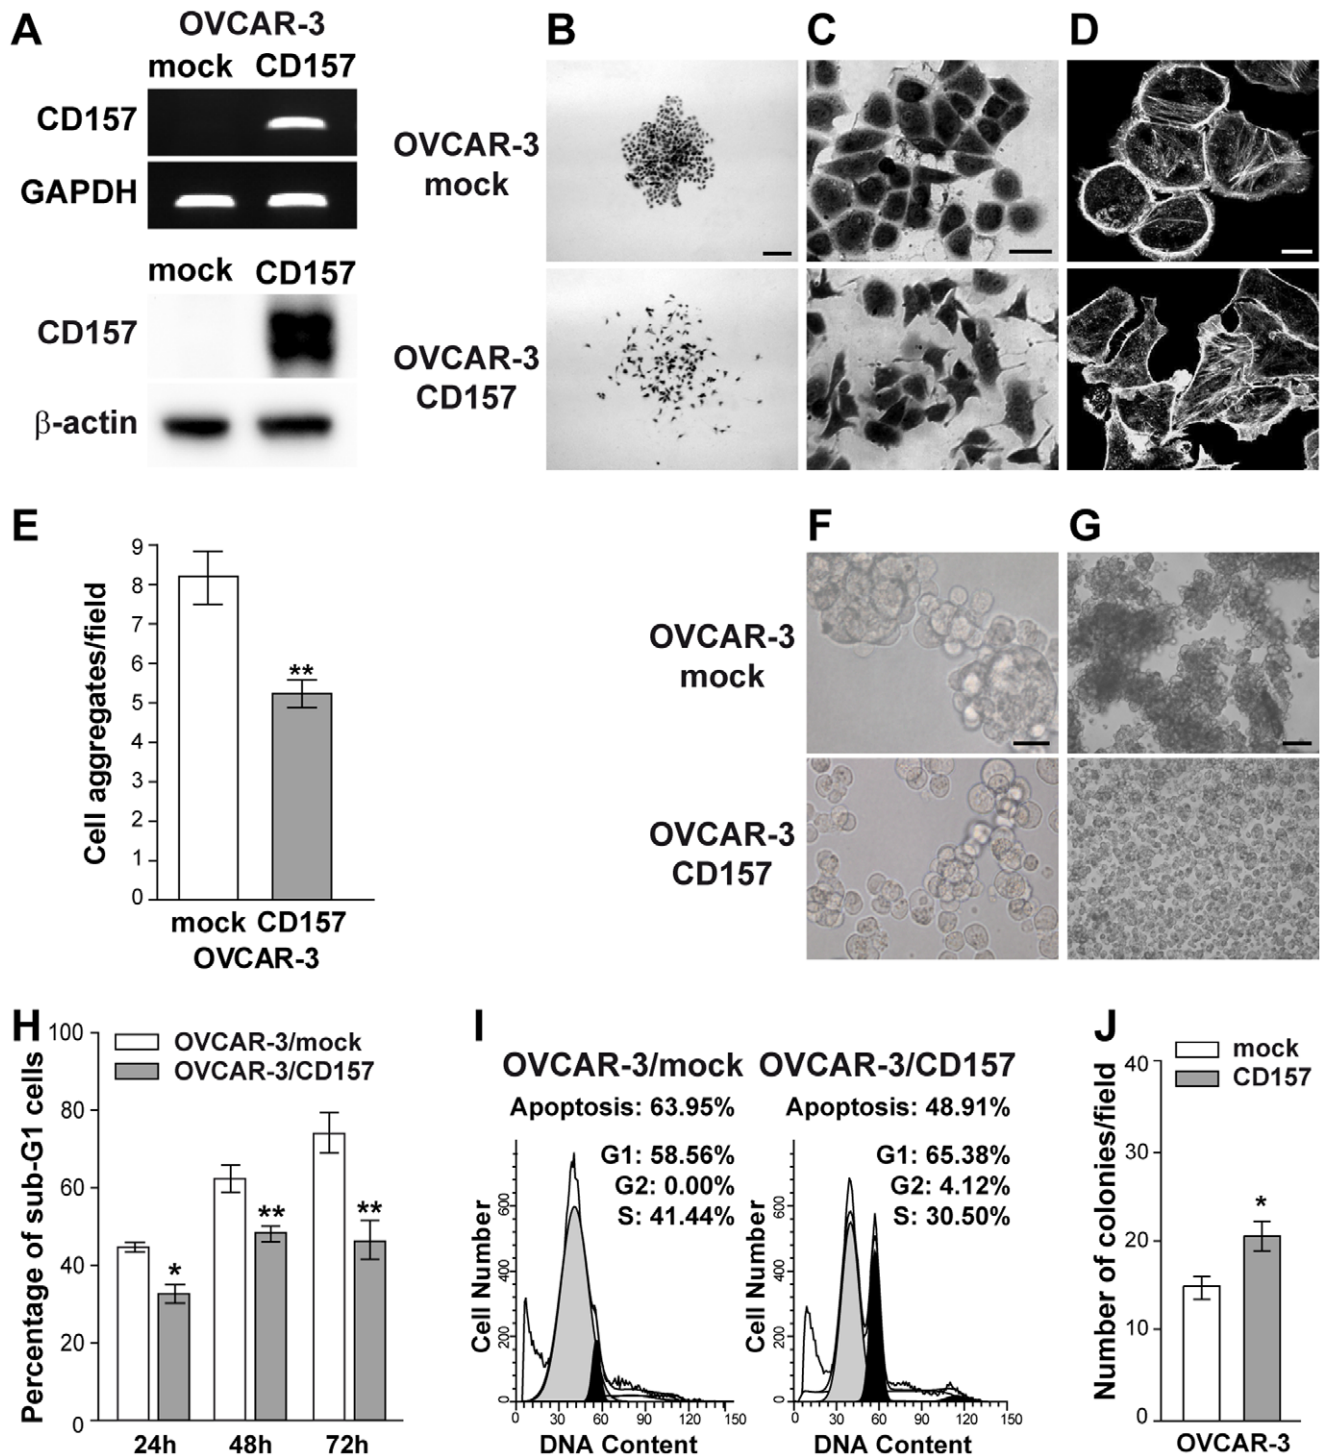 A
OVCAR-3
mock CD157
CD157
GAPDH
mock CD157
CD157
β-actin
B
C
D
OVCAR-3
mock
OVCAR-3
CD157
E
Cell aggregates/field
9
8
7
6
5
4
3
2
1
0
**
mock CD157
OVCAR-3
F
G
OVCAR-3
mock
OVCAR-3
CD157
H
Percentage of sub-G1 cells
100
80
60
40
20
0
OVCAR-3/mock
OVCAR-3/CD157
*
**
**
24h 48h 72h
I
OVCAR-3/mock
Apoptosis: 63.95%
G1: 58.56%
G2: 0.00%
S: 41.44%
Cell Number
600
400
200
0
0 30 60 90 120 150
DNA Content
OVCAR-3/CD157
Apoptosis: 48.91%
G1: 65.38%
G2: 4.12%
S: 30.50%
Cell Number
600
400
200
0
0 30 60 90 120 150
DNA Content
J
Number of colonies/field
40
30
20
10
0
mock
CD157
*
OVCAR-3